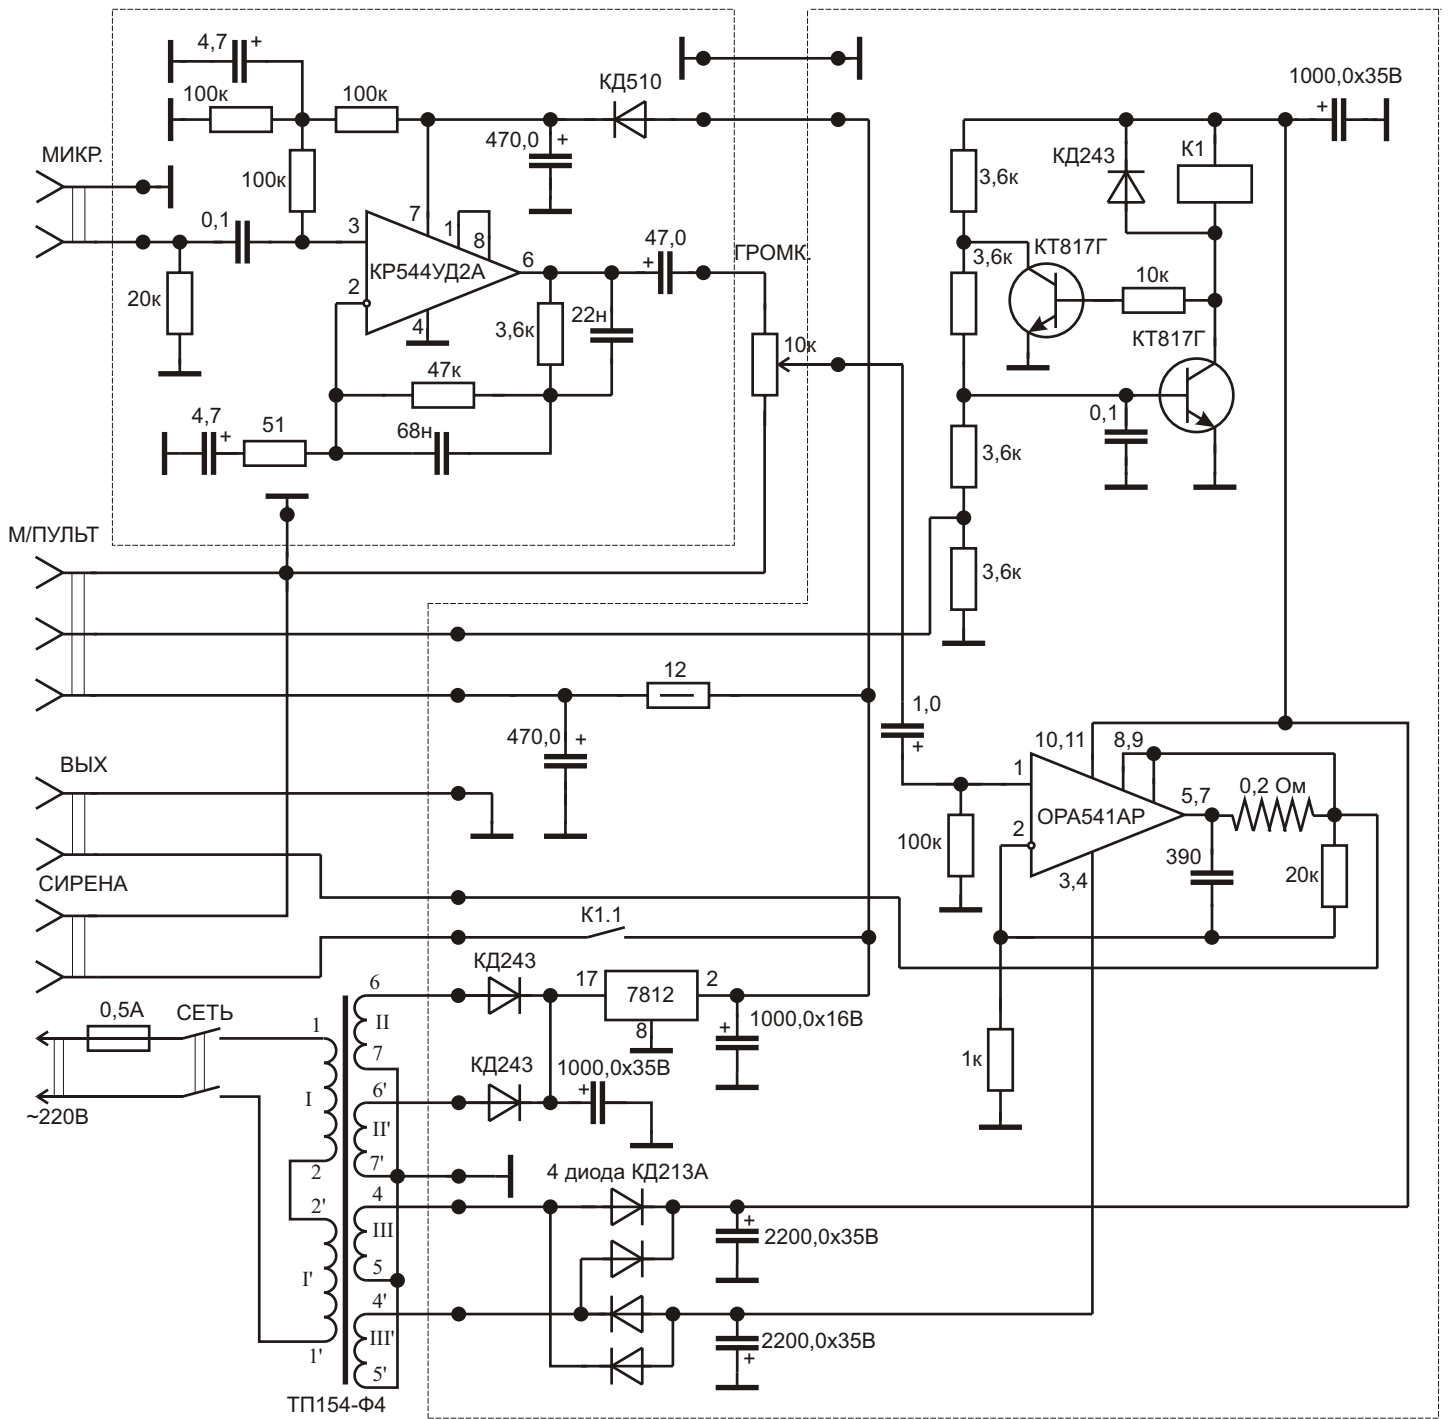 4,7 +
100к
100к
КД510
470,0 +
1000,0х35В
+
МИКР.
100к
0,1
3
7
1
8
КР544УД2А
6
2
4
20к
47,0
+
ГРОМК.
3,6к
22н
10к
47к
4,7
+
51
68н
3,6к
КД243
К1
3,6к
КТ817Г
10к
КТ817Г
0,1
3,6к
3,6к
М/ПУЛЬТ
12
470,0 +
1,0
+
ВЫХ
10,11
8,9
1
5,7
0,2 Ом
ОРА541АР
2
3,4
100к
390
20к
1к
СИРЕНА
К1.1
КД243
17
7812
2
8
+
1000,0х16В
0,5А
СЕТЬ
~220В
1
I
2
2'
I'
1'
6
II
7
КД243
1000,0х35В
+
6'
II'
7'
4 диода КД213А
4
III
5
+
2200,0х35В
4'
III'
5'
2200,0х35В
+
ТП154-Ф4